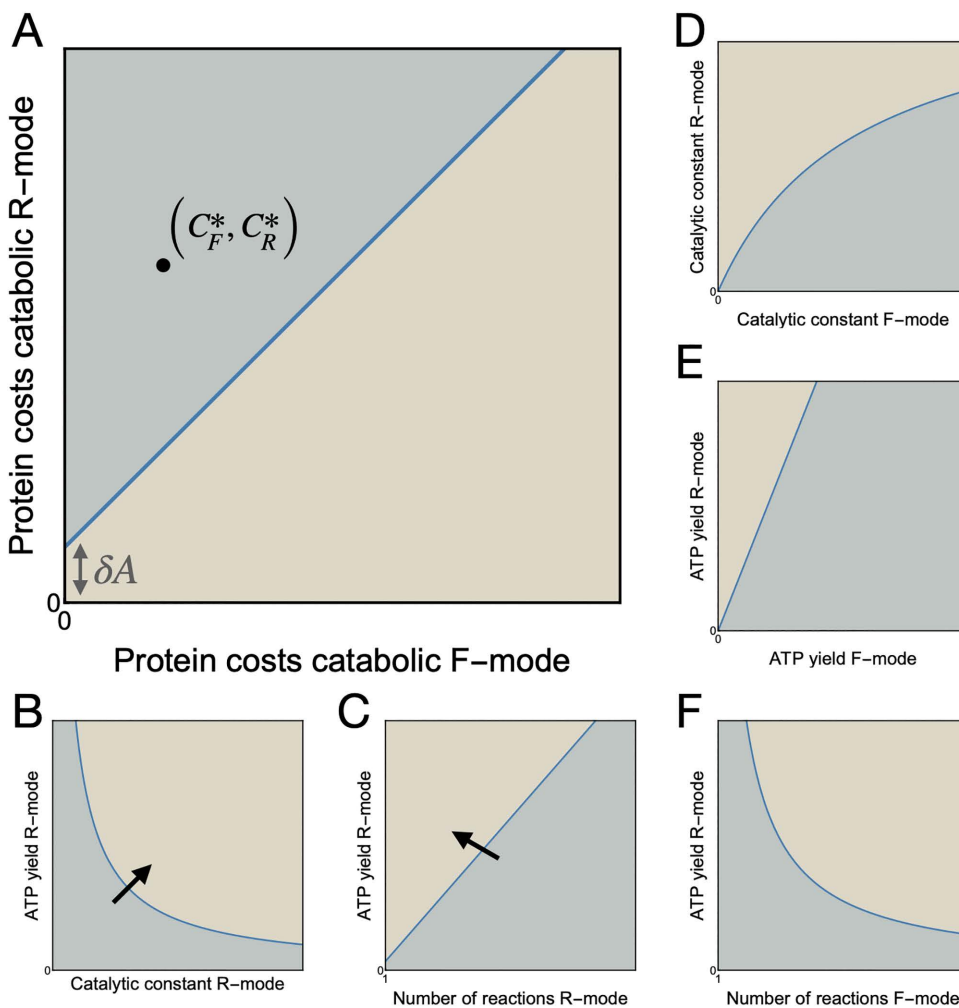 A
Protein costs catabolic R−mode
(C*F, C*R)
δA
0
0
Protein costs catabolic F−mode
B
ATP yield R−mode
0
Catalytic constant R−mode
C
ATP yield R−mode
0
1
Number of reactions R−mode
D
Catalytic constant R−mode
0
0
Catalytic constant F−mode
E
ATP yield R−mode
0
0
ATP yield F−mode
F
ATP yield R−mode
0
1
Number of reactions F−mode